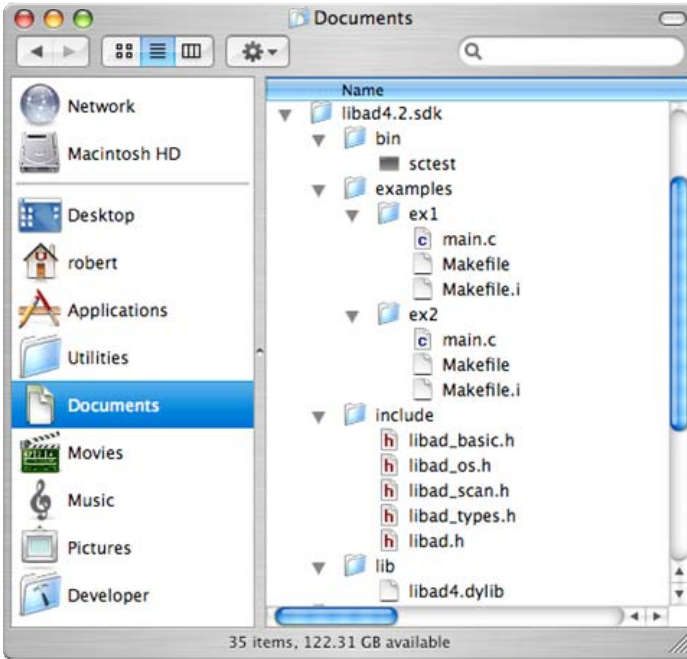 Documents
Network
Macintosh HD
Desktop
robert
Applications
Utilities
Documents
Movies
Music
Pictures
Developer
Name
libad4.2.sdk
bin
sctest
examples
ex1
c main.c
Makefile
Makefile.i
ex2
c main.c
Makefile
Makefile.i
include
h libad_basic.h
h libad_os.h
h libad_scan.h
h libad_types.h
h libad.h
lib
libad4.dylib
35 items, 122.31 GB available